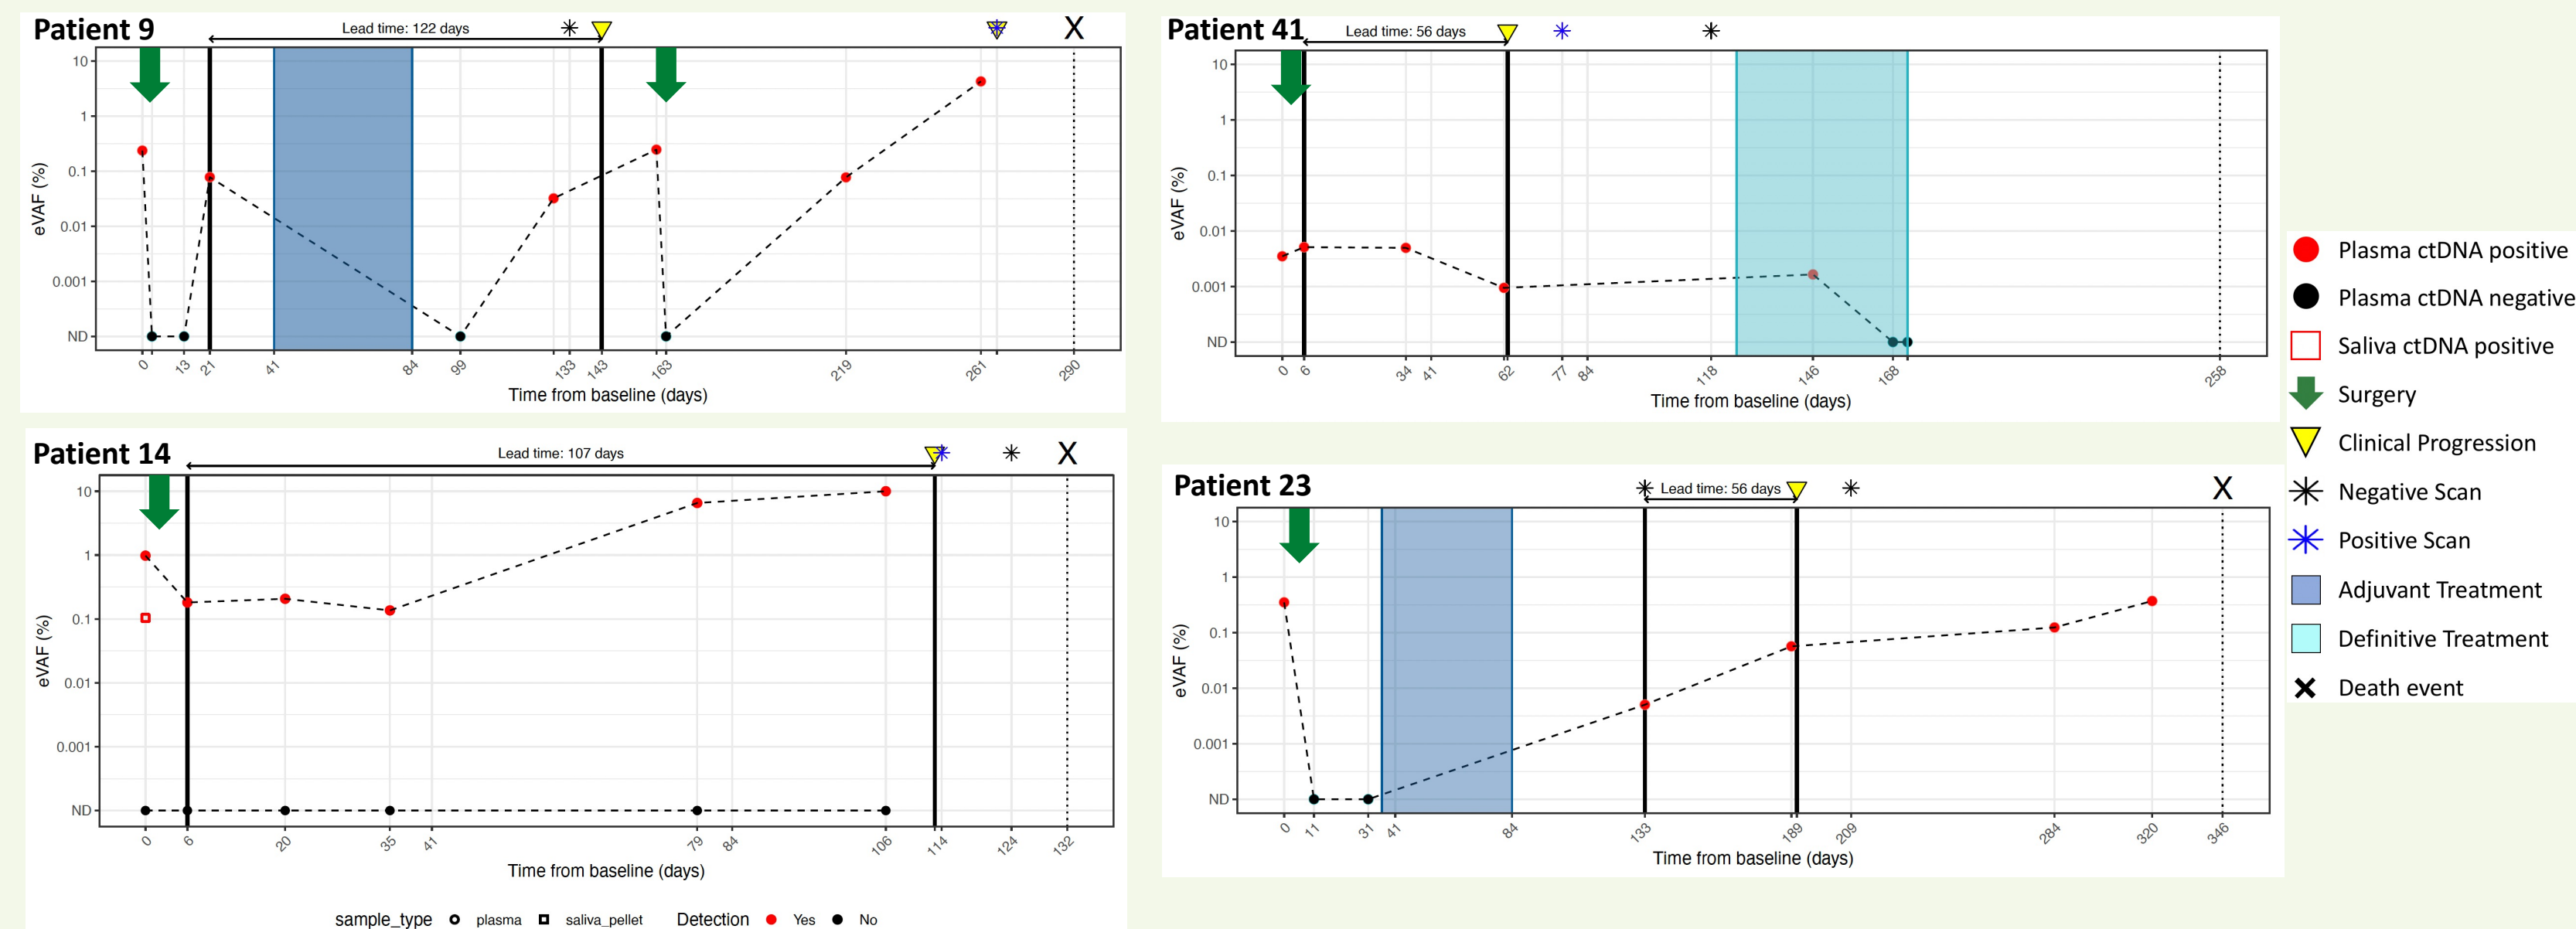 Patient 9
Lead time: 122 days
X
eVAF (%)
10
1
0.1
0.01
0.001
ND
0 13 21 41 84 99 133 143 163 219 261 290
Time from baseline (days)
Patient 41
Lead time: 56 days
eVAF (%)
10
1
0.1
0.01
0.001
ND
0 6 34 41 62 77 84 118 146 168 258
Time from baseline (days)
Patient 14
Lead time: 107 days
X
eVAF (%)
10
1
0.1
0.01
0.001
ND
0 6 20 35 41 79 84 106 114 124 132
Time from baseline (days)
sample_type plasma saliva_pellet Detection Yes No
Patient 23
Lead time: 56 days
X
eVAF (%)
10
1
0.1
0.01
0.001
ND
0 11 31 41 84 133 189 209 284 320 346
Time from baseline (days)
Plasma ctDNA positive
Plasma ctDNA negative
Saliva ctDNA positive
Surgery
Clinical Progression
Negative Scan
Positive Scan
Adjuvant Treatment
Definitive Treatment
Death event